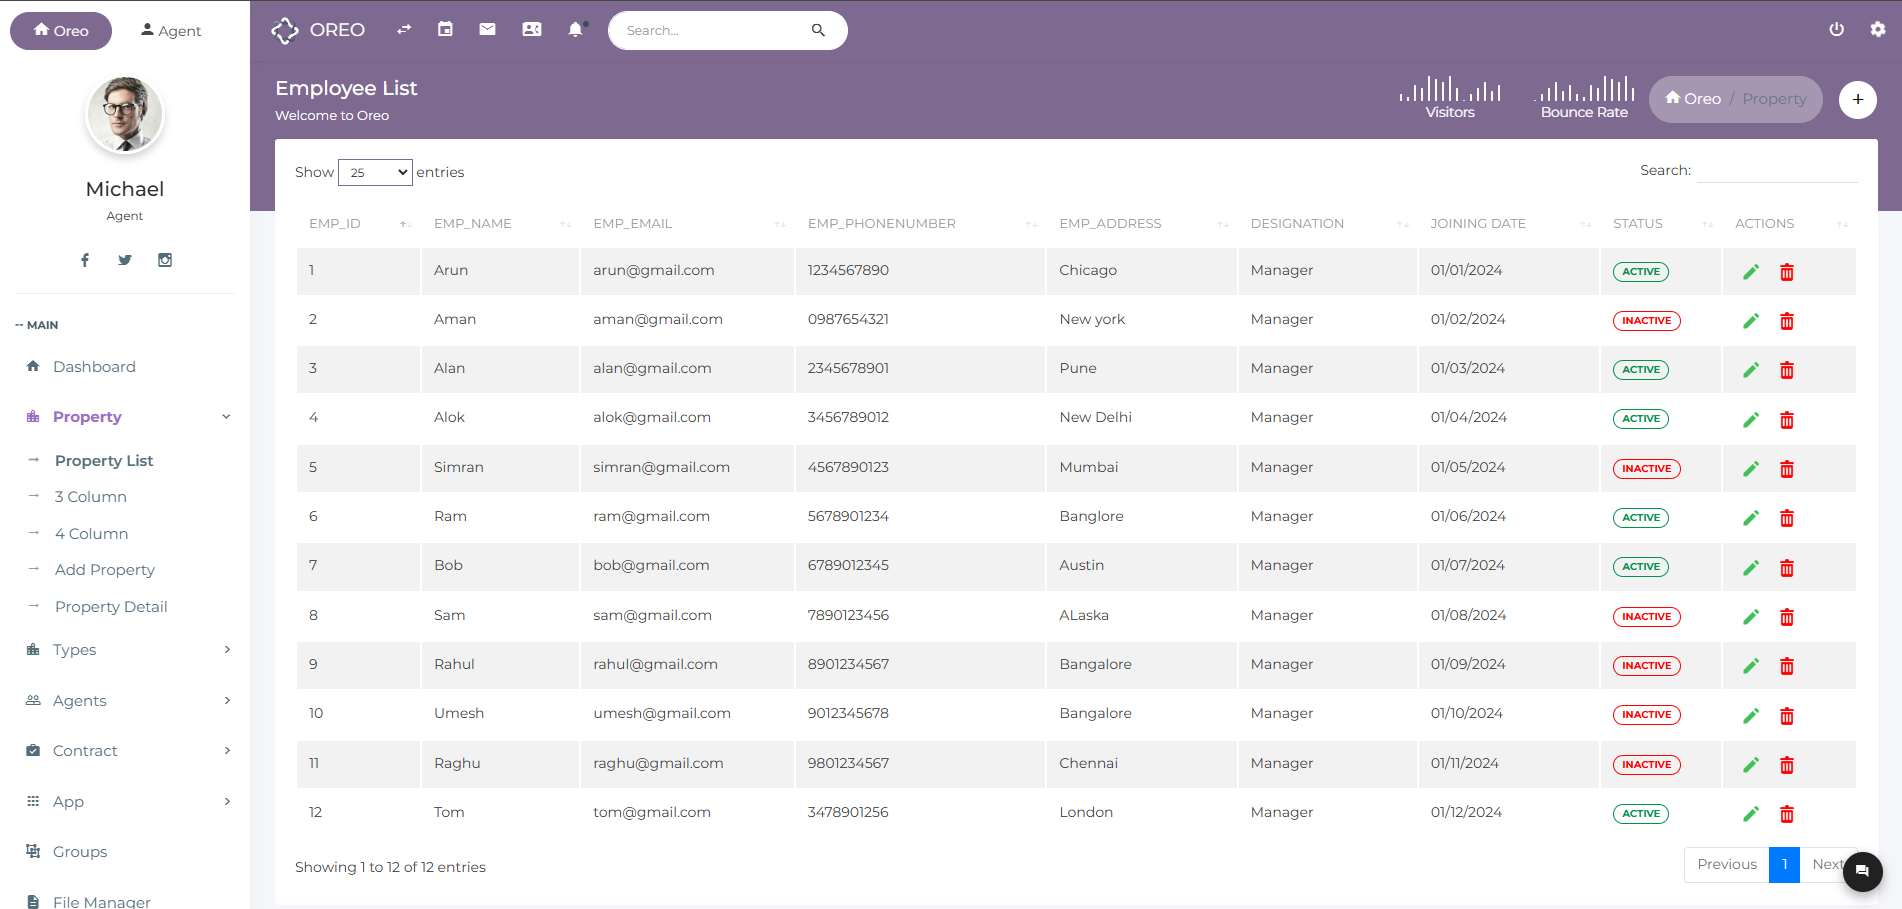 Oreo
Agent
OREO
Search...
Michael
Agent
-- MAIN
Dashboard
Property
Property List
3 Column
4 Column
Add Property
Property Detail
Types
Agents
Contract
App
Groups
File Manager
Employee List
Welcome to Oreo
Visitors
Bounce Rate
Oreo / Property
Show 25 entries
Search:
EMP_ID EMP_NAME EMP_EMAIL EMP_PHONENUMBER EMP_ADDRESS DESIGNATION JOINING DATE STATUS ACTIONS
1 Arun arun@gmail.com 1234567890 Chicago Manager 01/01/2024 ACTIVE
2 Aman aman@gmail.com 0987654321 New york Manager 01/02/2024 INACTIVE
3 Alan alan@gmail.com 2345678901 Pune Manager 01/03/2024 ACTIVE
4 Alok alok@gmail.com 3456789012 New Delhi Manager 01/04/2024 ACTIVE
5 Simran simran@gmail.com 4567890123 Mumbai Manager 01/05/2024 INACTIVE
6 Ram ram@gmail.com 5678901234 Banglore Manager 01/06/2024 ACTIVE
7 Bob bob@gmail.com 6789012345 Austin Manager 01/07/2024 ACTIVE
8 Sam sam@gmail.com 7890123456 ALaska Manager 01/08/2024 INACTIVE
9 Rahul rahul@gmail.com 8901234567 Bangalore Manager 01/09/2024 INACTIVE
10 Umesh umesh@gmail.com 9012345678 Bangalore Manager 01/10/2024 INACTIVE
11 Raghu raghu@gmail.com 9801234567 Chennai Manager 01/11/2024 INACTIVE
12 Tom tom@gmail.com 3478901256 London Manager 01/12/2024 ACTIVE
Showing 1 to 12 of 12 entries
Previous 1 Next